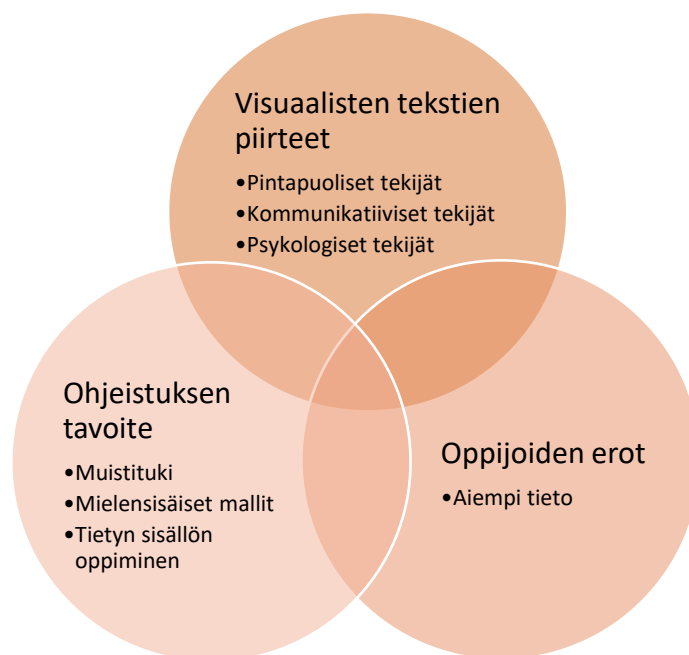 Visuaalisten tekstien
piirteet
•Pintapuoliset tekijät
•Kommunikatiiviset tekijät
•Psykologiset tekijät
Ohjeistuksen
tavoite
•Muistituki
•Mielensisäiset mallit
•Tietyn sisällön
oppiminen
Oppijoiden erot
•Aiempi tieto